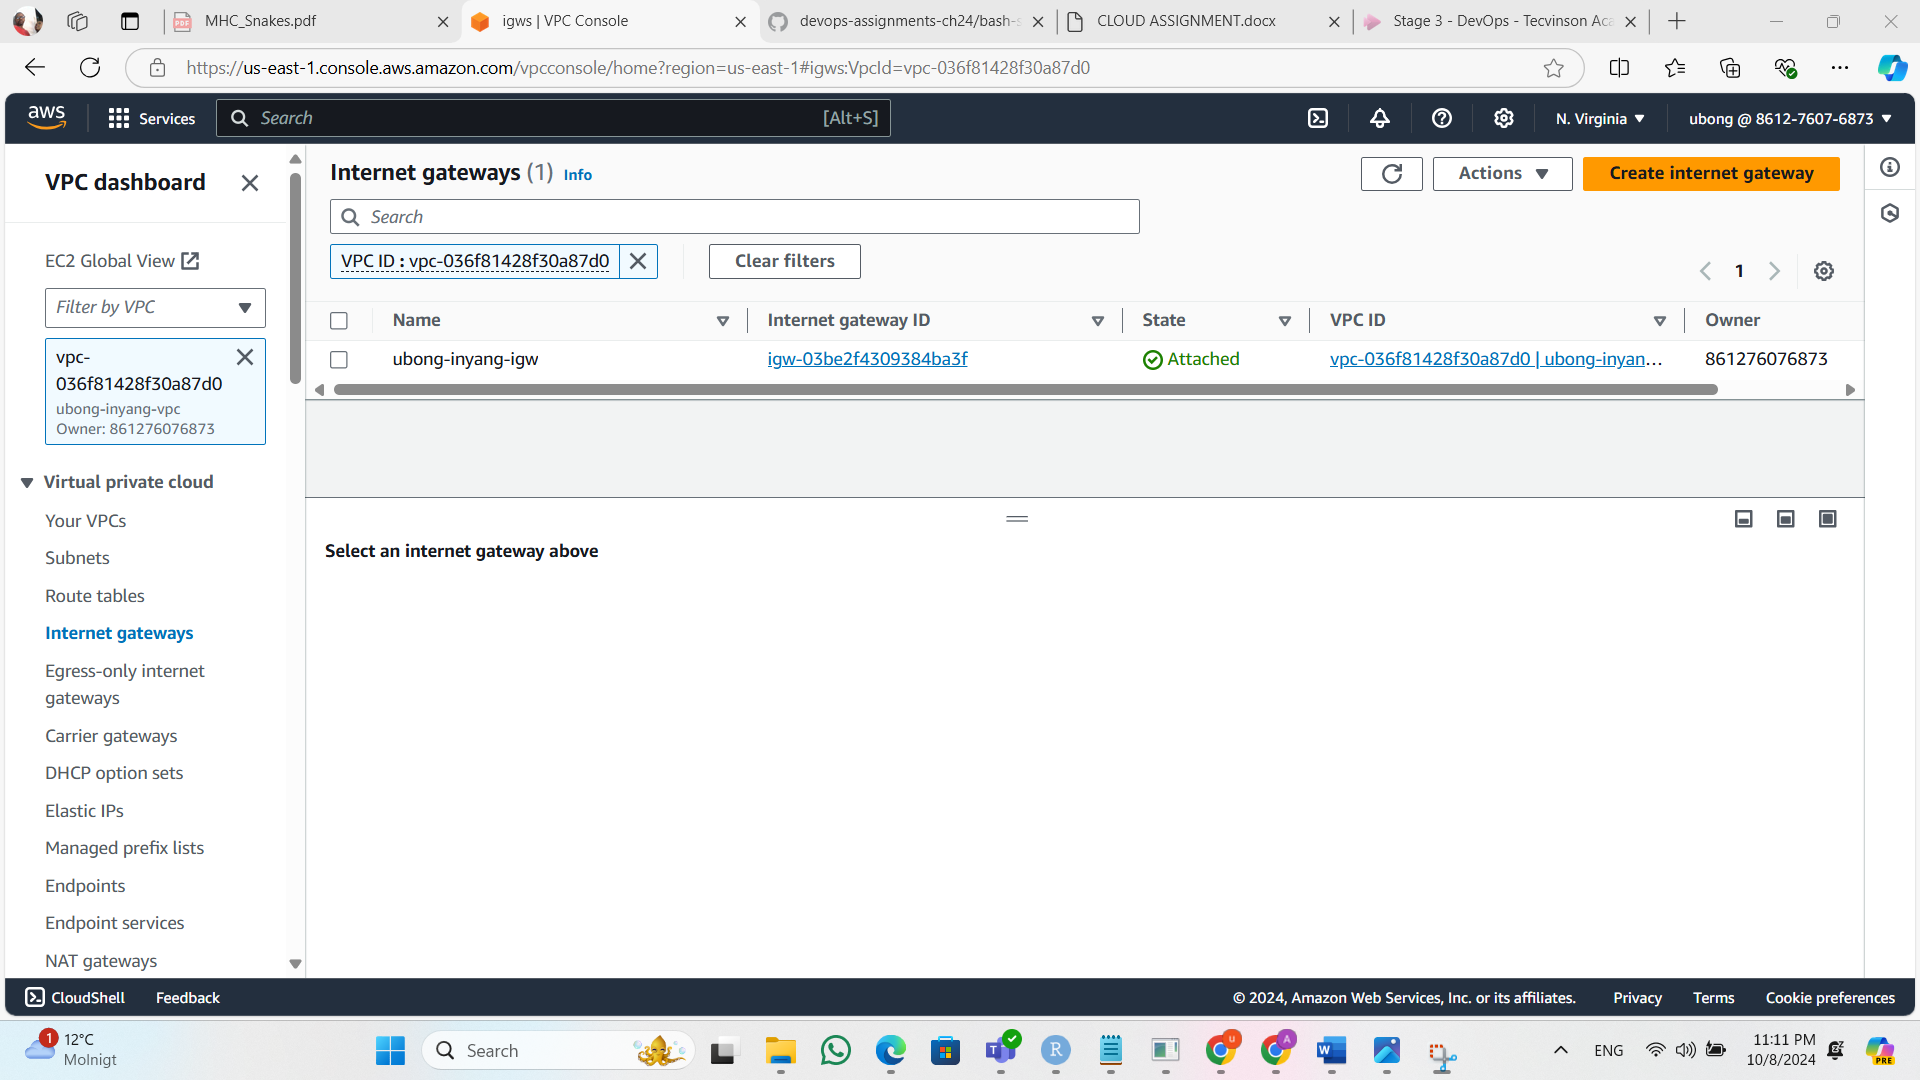 MHC_Snakes.pdf
igws | VPC Console
devops-assignments-ch24/bash-s
CLOUD ASSIGNMENT.docx
Stage 3 - DevOps - Tecvinson Aca
https://us-east-1.console.aws.amazon.com/vpcconsole/home?region=us-east-1#igws:VpcId=vpc-036f81428f30a87d0
aws
Services
Search
[Alt+S]
N. Virginia
ubong @ 8612-7607-6873
VPC dashboard
EC2 Global View
Filter by VPC
vpc-
036f81428f30a87d0
ubong-inyang-vpc
Owner: 861276076873
Virtual private cloud
Your VPCs
Subnets
Route tables
Internet gateways
Egress-only internet
gateways
Carrier gateways
DHCP option sets
Elastic IPs
Managed prefix lists
Endpoints
Endpoint services
NAT gateways
Internet gateways (1) Info
Actions
Create internet gateway
Search
VPC ID : vpc-036f81428f30a87d0
Clear filters
1
Name
Internet gateway ID
State
VPC ID
Owner
ubong-inyang-igw
igw-03be2f4309384ba3f
Attached
vpc-036f81428f30a87d0 | ubong-inyan...
861276076873
Select an internet gateway above
CloudShell
Feedback
© 2024, Amazon Web Services, Inc. or its affiliates.
Privacy
Terms
Cookie preferences
1
12°C
Molnigt
Search
u
A
ENG
11:11 PM
10/8/2024
PRE